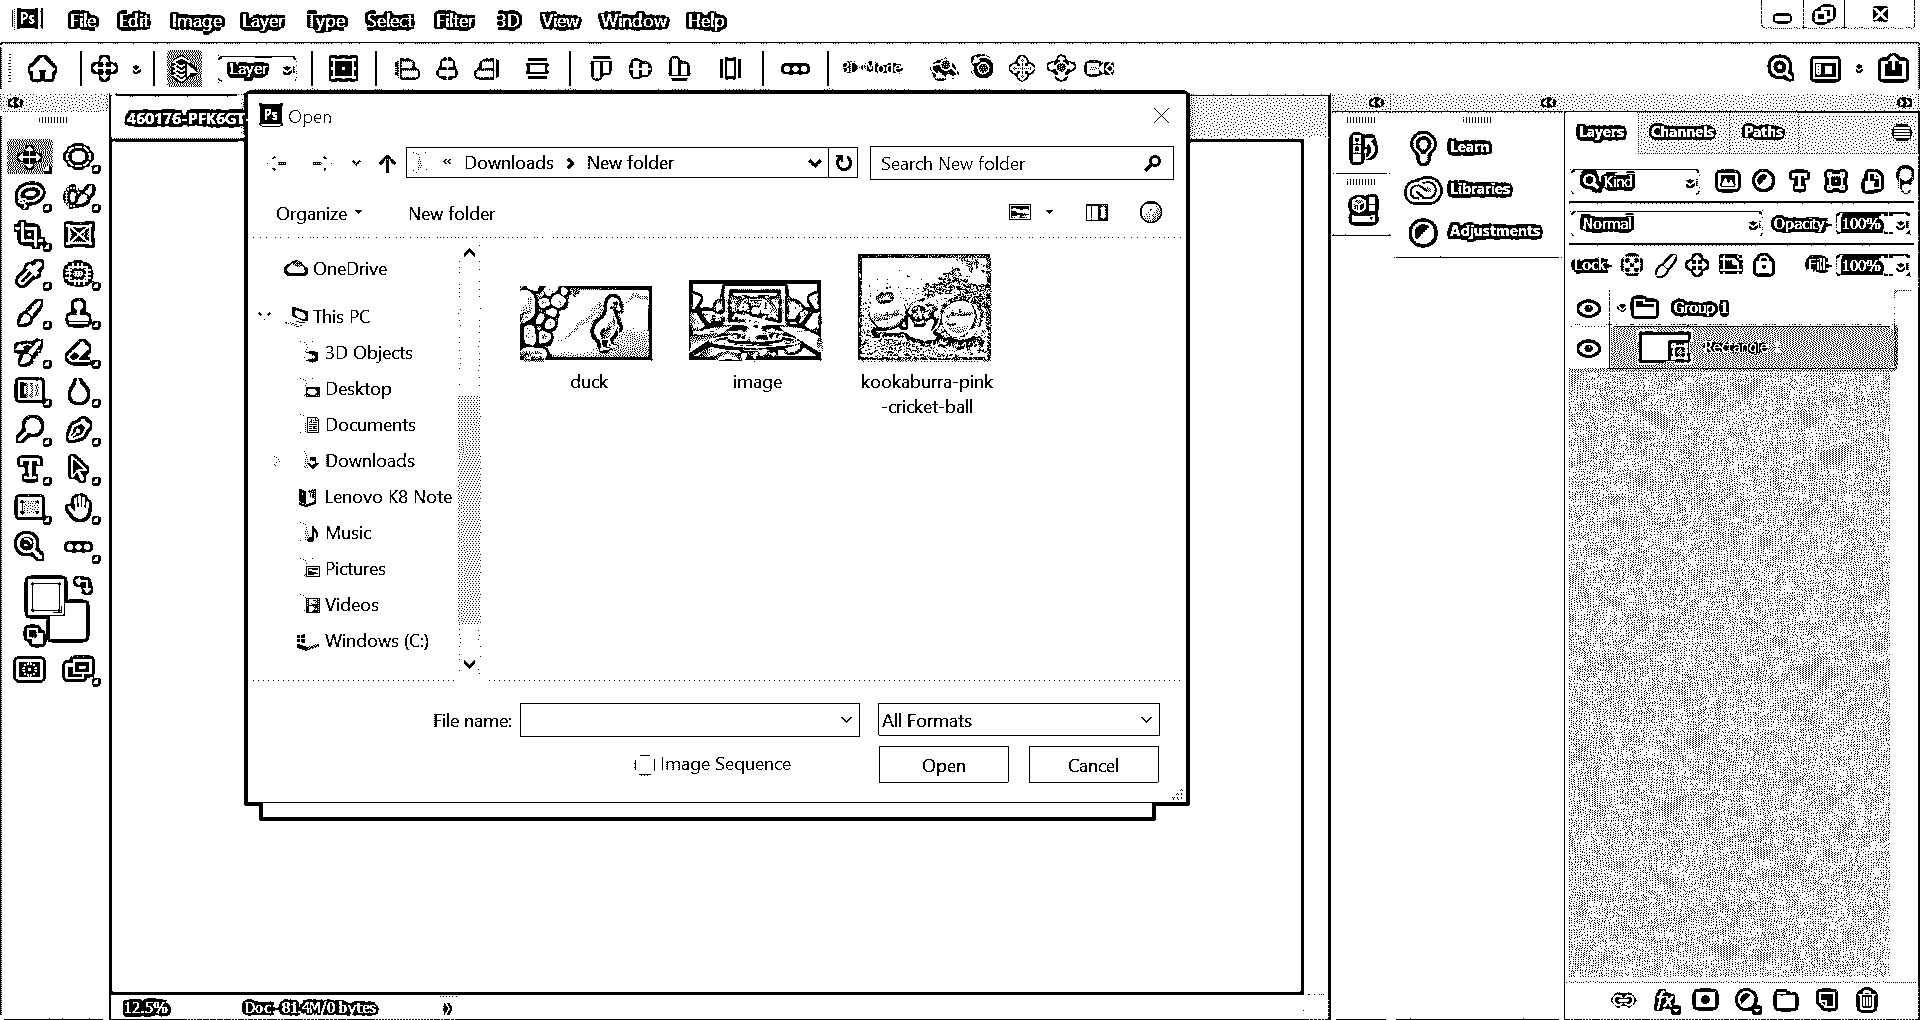 Ps File Edit Image Layer Type Select Filter 3D View Window Help
Layer 3D Mode
460176-PFK6GT-
Ps Open
« Downloads New folder
Search New folder
Organize New folder
OneDrive
This PC
3D Objects
Desktop
Documents
Downloads
Lenovo K8 Note
Music
Pictures
Videos
Windows (C:)
duck
image
kookaburra-pink
-cricket-ball
File name:
All Formats
Image Sequence
Open
Cancel
Learn
Libraries
Adjustments
Layers Channels Paths
Kind
Normal Opacity: 100%
Lock: Fill: 100%
Group 1
Rectangle
12.5% Doc: 81.4M/0 bytes
fx